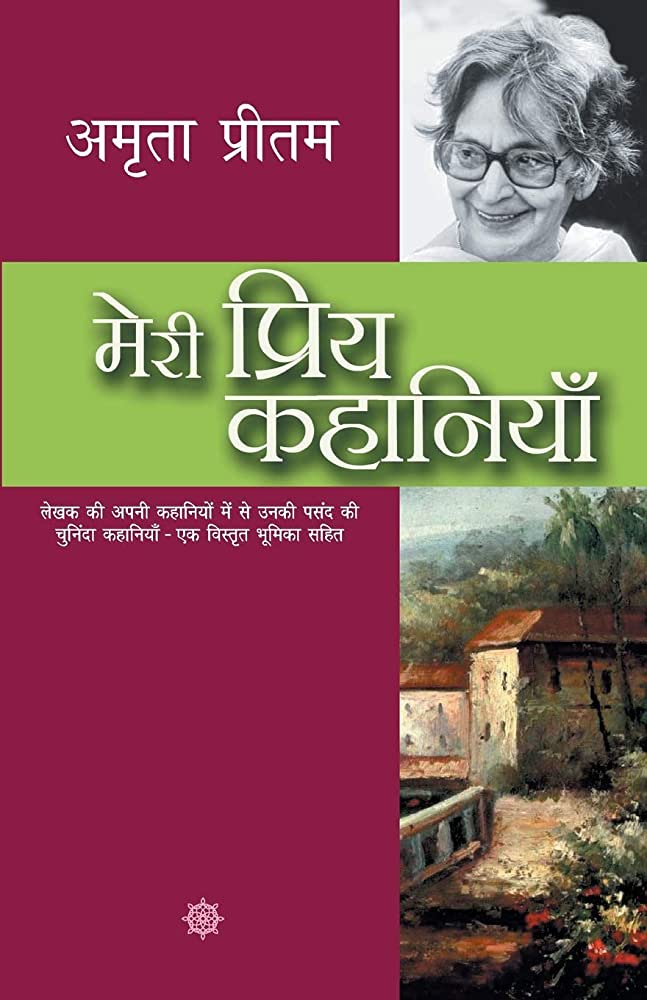 अमृता प्रीतम
मेरी प्रिय
कहानियाँ
लेखक की अपनी कहानियों में से उनकी पसंद की
चुनिंदा कहानियाँ - एक विस्तृत भूमिका सहित